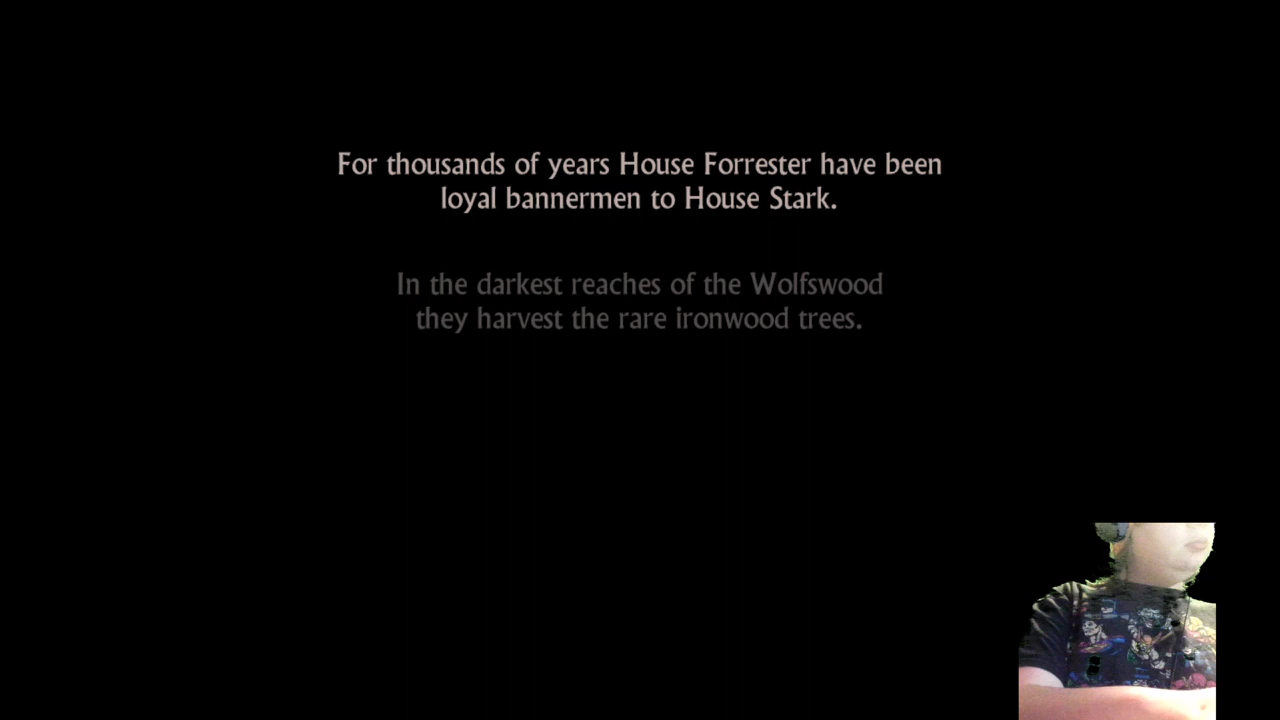 For thousands of years House Forrester have been
loyal bannermen to House Stark.
In the darkest reaches of the Wolfswood
they harvest the rare ironwood trees.